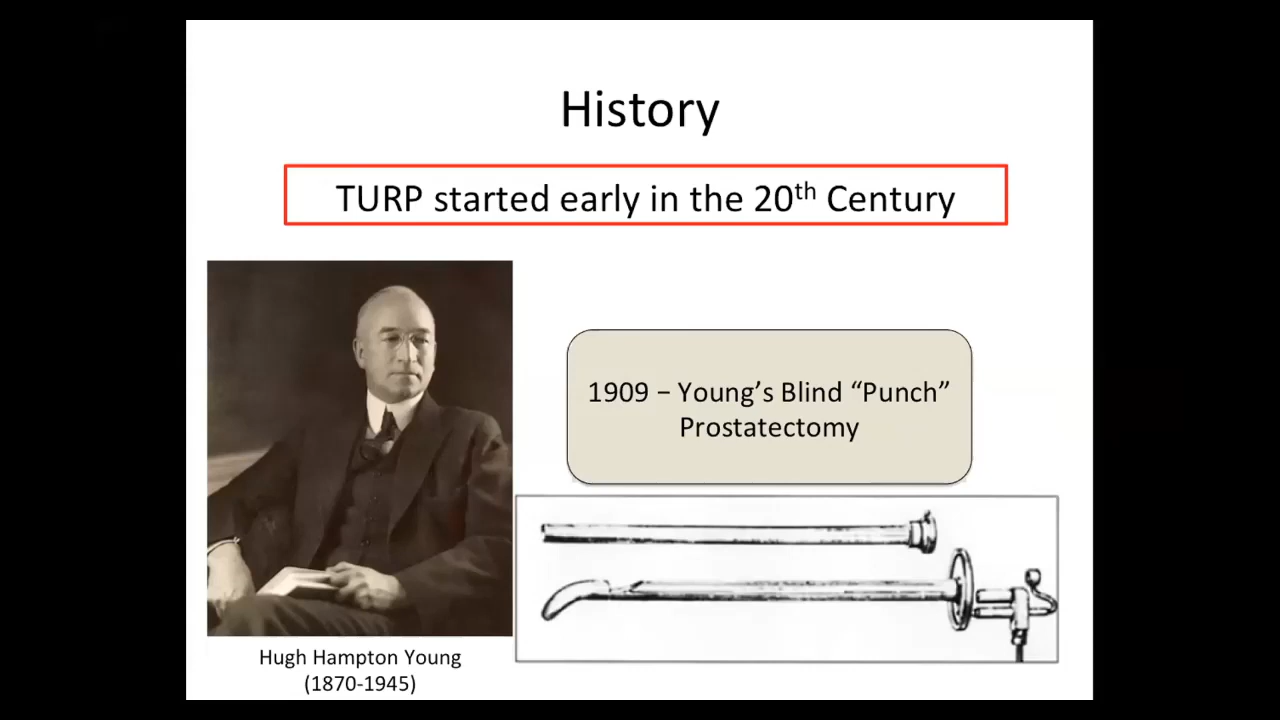 History
TURP started early in the 20th Century
1909 – Young’s Blind “Punch”
Prostatectomy
Hugh Hampton Young
(1870-1945)